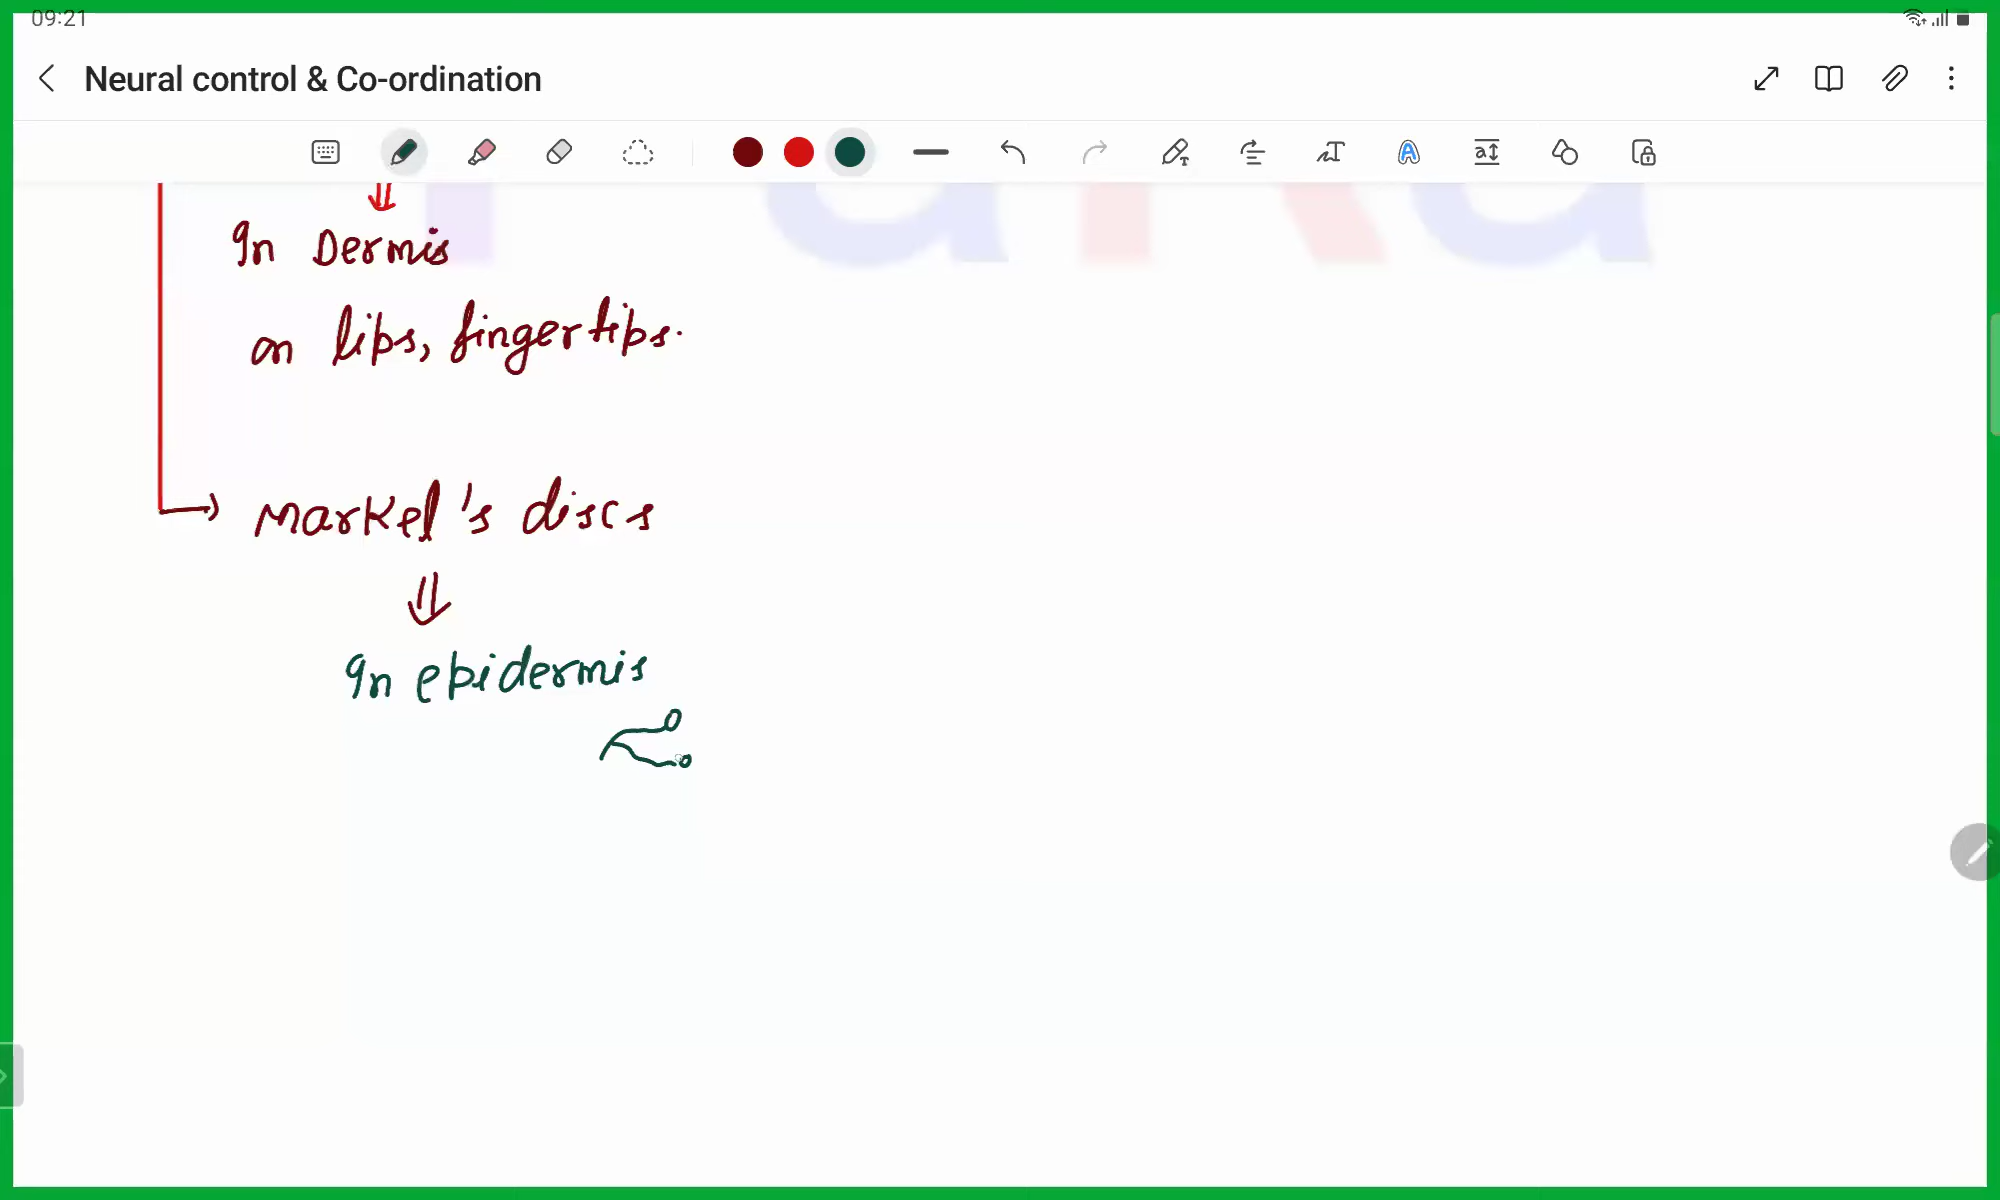 09:21
Neural control & Co-ordination
In Dermis
on lips, fingertips.
Markel's discs
In epidermis